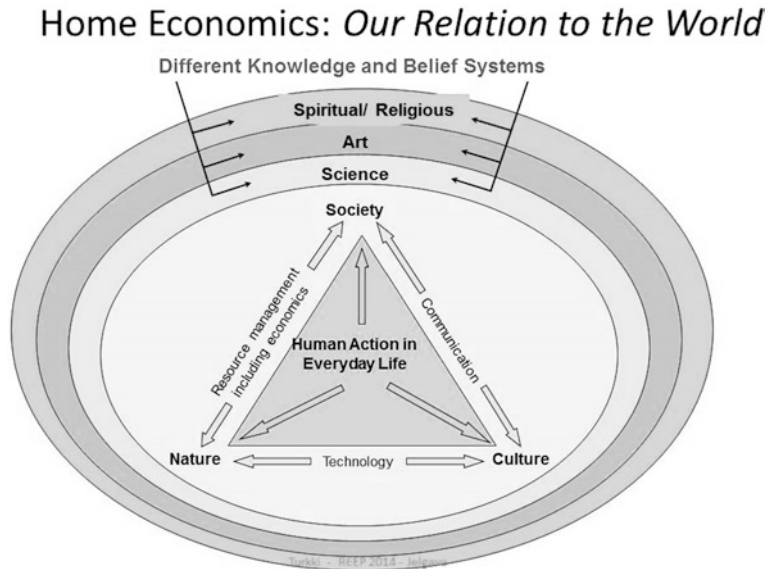 Home Economics: Our Relation to the World
Different Knowledge and Belief Systems
Spiritual/ Religious
Art
Science
Society
Resource management
including economics
Communication
Human Action in
Everyday Life
Nature
Technology
Culture
Turkki - REEP 2014 - Jelgava